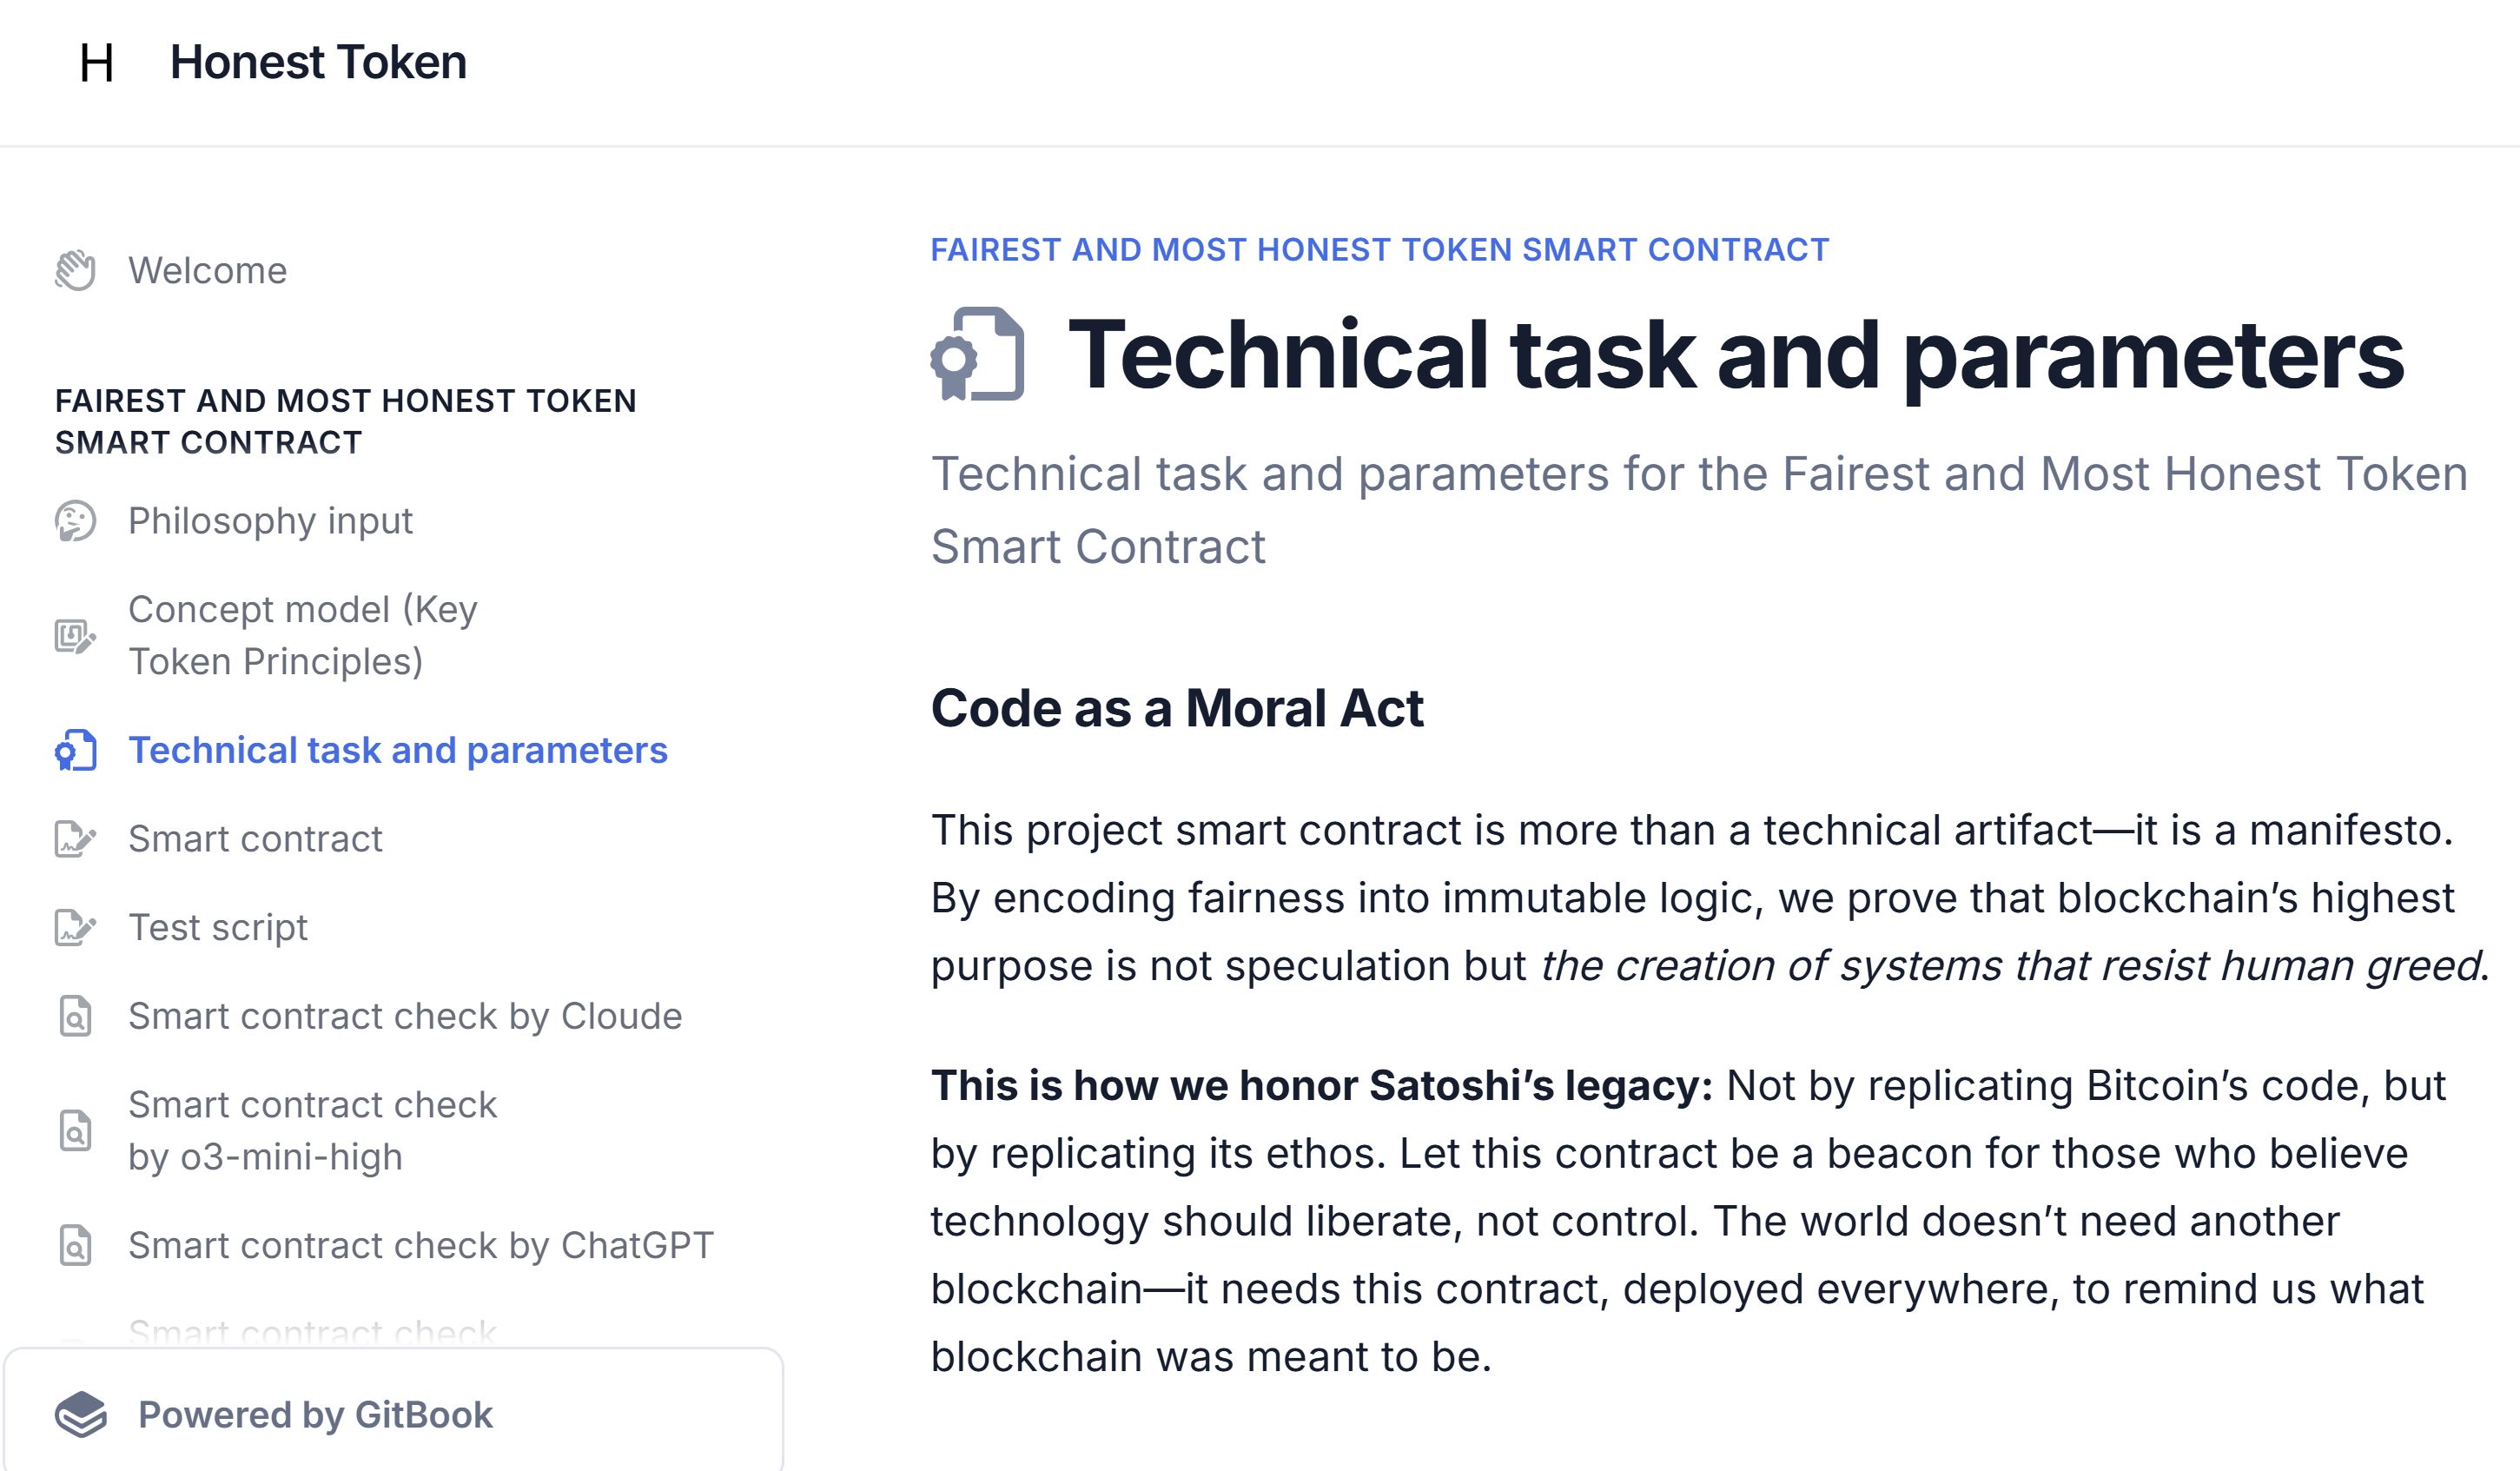 H Honest Token
Welcome
FAIREST AND MOST HONEST TOKEN
SMART CONTRACT
Philosophy input
Concept model (Key
Token Principles)
Technical task and parameters
Smart contract
Test script
Smart contract check by Cloude
Smart contract check
by o3-mini-high
Smart contract check by ChatGPT
Smart contract check
Powered by GitBook
FAIREST AND MOST HONEST TOKEN SMART CONTRACT
Technical task and parameters
Technical task and parameters for the Fairest and Most Honest Token
Smart Contract
Code as a Moral Act
This project smart contract is more than a technical artifact—it is a manifesto.
By encoding fairness into immutable logic, we prove that blockchain’s highest
purpose is not speculation but the creation of systems that resist human greed.
This is how we honor Satoshi’s legacy: Not by replicating Bitcoin’s code, but
by replicating its ethos. Let this contract be a beacon for those who believe
technology should liberate, not control. The world doesn’t need another
blockchain—it needs this contract, deployed everywhere, to remind us what
blockchain was meant to be.